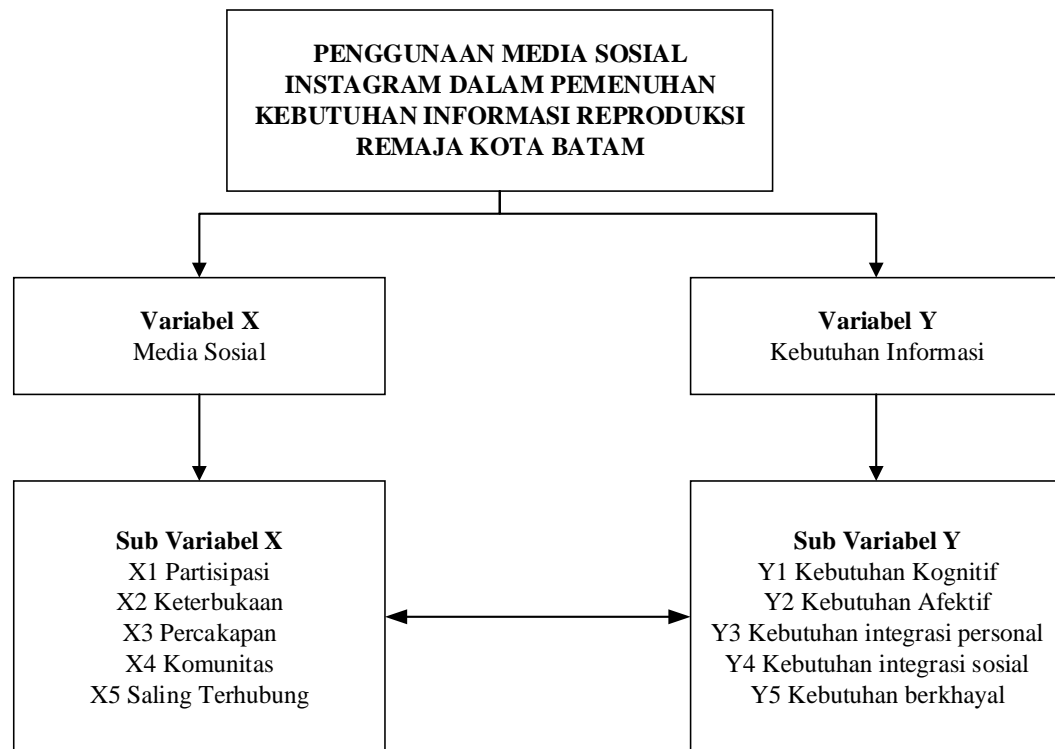 PENGGUNAAN MEDIA SOSIAL
INSTAGRAM DALAM PEMENUHAN
KEBUTUHAN INFORMASI REPRODUKSI
REMAJA KOTA BATAM
Variabel X
Media Sosial
Variabel Y
Kebutuhan Informasi
Sub Variabel X
X1 Partisipasi
X2 Keterbukaan
X3 Percakapan
X4 Komunitas
X5 Saling Terhubung
Sub Variabel Y
Y1 Kebutuhan Kognitif
Y2 Kebutuhan Afektif
Y3 Kebutuhan integrasi personal
Y4 Kebutuhan integrasi sosial
Y5 Kebutuhan berkhayal